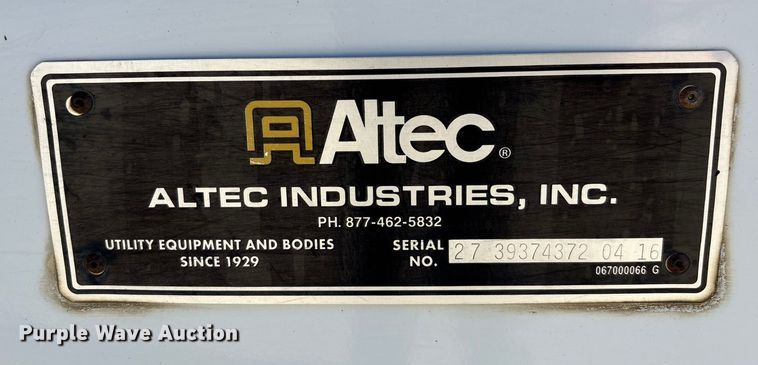 Altec®
ALTEC INDUSTRIES, INC.
PH. 877-462-5832
UTILITY EQUIPMENT AND BODIES
SINCE 1929
SERIAL NO. 27 39374372 04 16
067000066 G
Purple Wave Auction